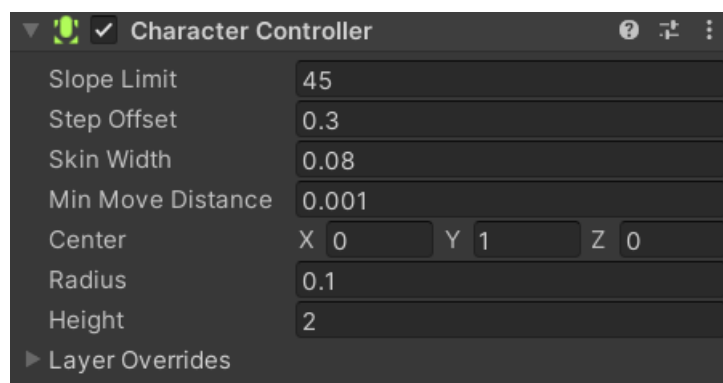 Character Controller
Slope Limit 45
Step Offset 0.3
Skin Width 0.08
Min Move Distance 0.001
Center X 0 Y 1 Z 0
Radius 0.1
Height 2
Layer Overrides